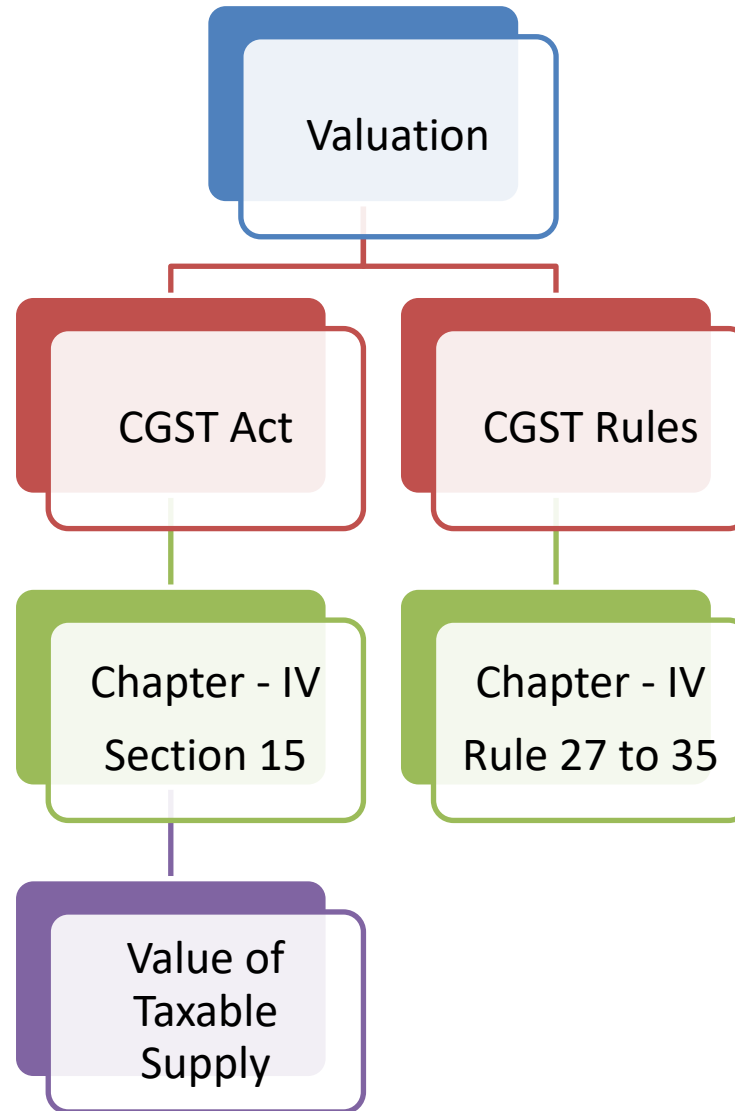 Valuation
CGST Act
CGST Rules
Chapter - IV
Section 15
Chapter - IV
Rule 27 to 35
Value of
Taxable
Supply